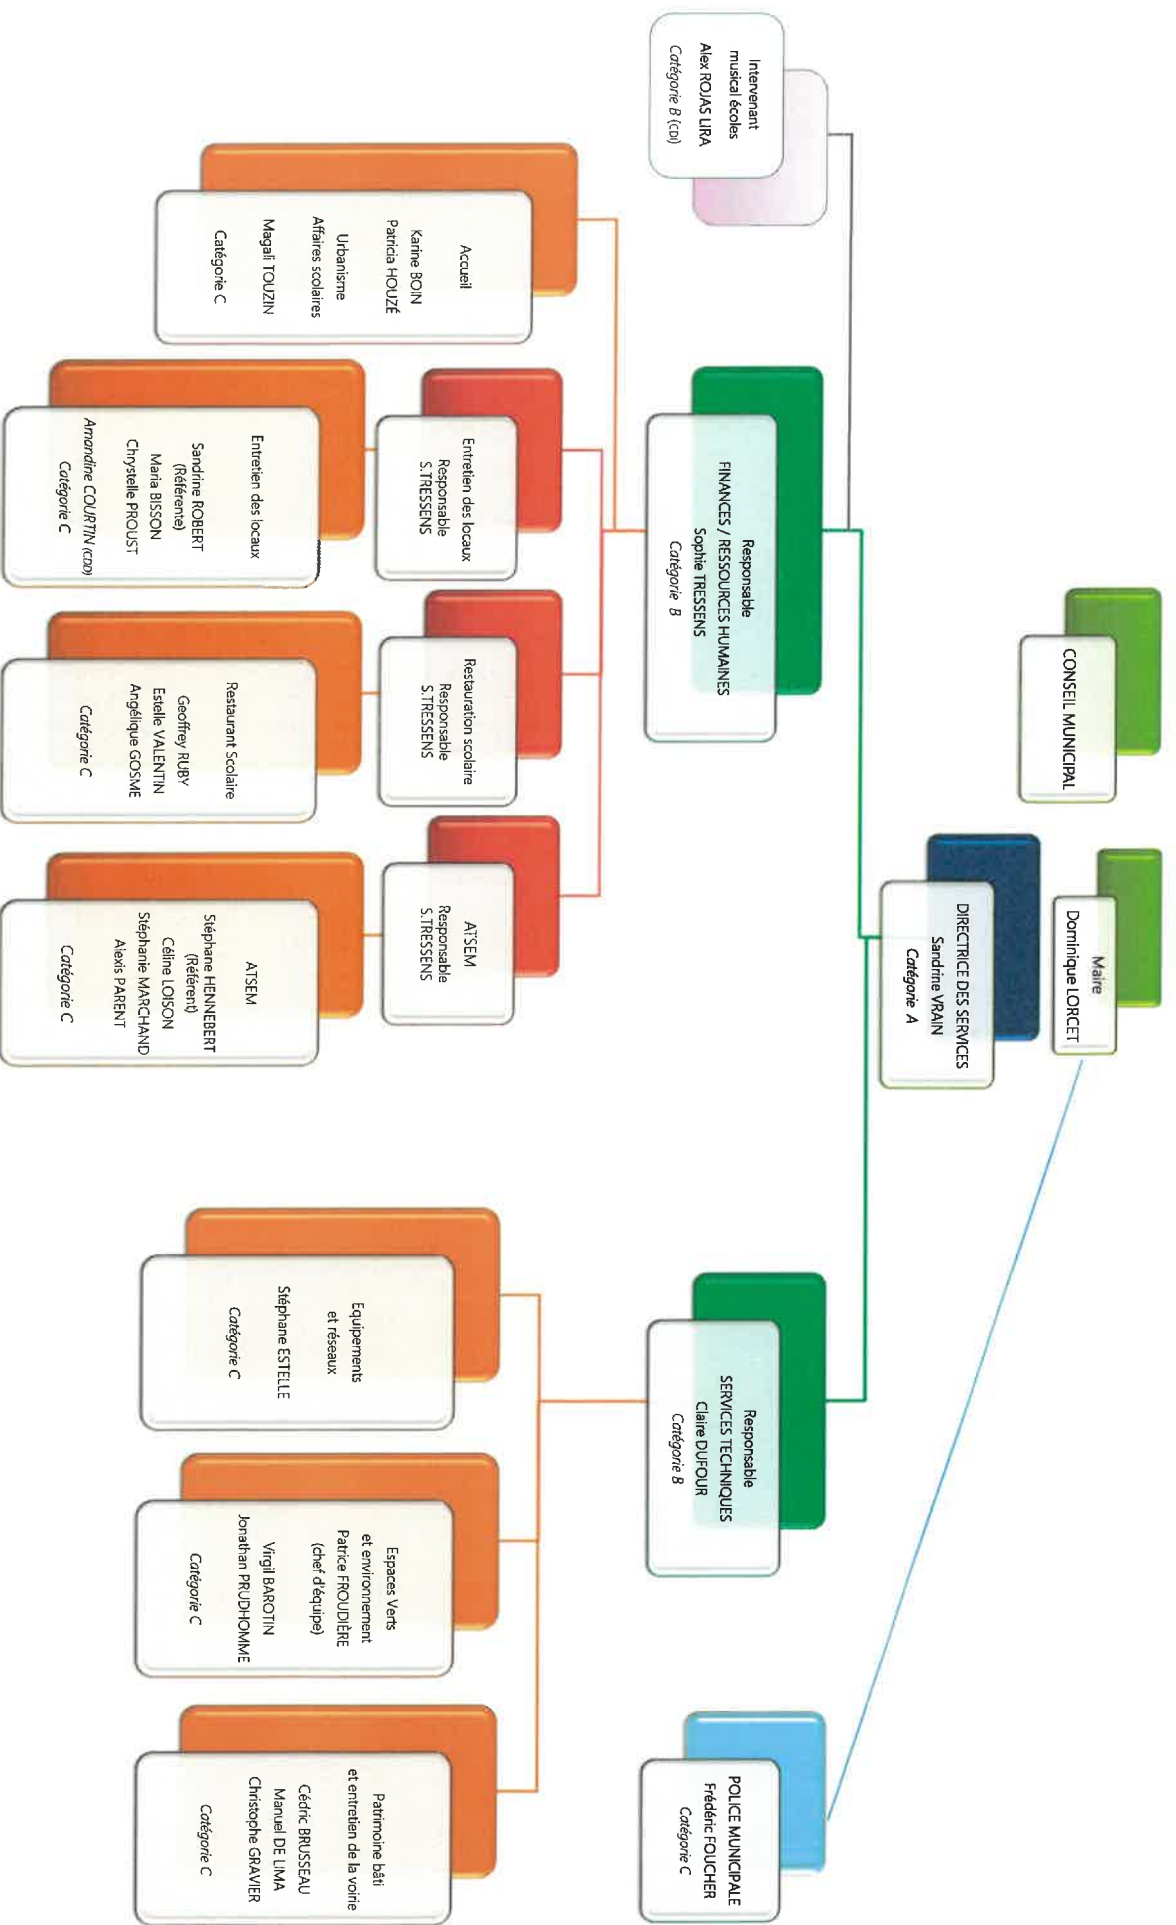 CONSEIL MUNICIPAL
Maire
Dominique LORCET
DIRECTRICE DES SERVICES
Sandrine VRAIN
Catégorie A
Intervenant
musical écoles
Alex ROJAS LIRA
Catégorie B (CDI)
Responsable
FINANCES / RESSOURCES HUMAINES
Sophie TRESSENS
Catégorie B
Responsable
SERVICES TECHNIQUES
Claire DUFOUR
Catégorie B
POLICE MUNICIPALE
Frédéric FOUCHER
Catégorie C
Accueil
Karine BOIN
Patricia HOUZÉ
Urbanisme
Affaires scolaires
Magali TOUZIN
Catégorie C
Entretien des locaux
Responsable
S.TRESSENS
Restauration scolaire
Responsable
S.TRESSENS
ATSEM
Responsable
S.TRESSENS
Entretien des locaux
Sandrine ROBERT
(Référente)
Maria BISSON
Chrystelle PROUST
Amandine COURTIN (CDD)
Catégorie C
Restaurant Scolaire
Geoffrey RUBY
Estelle VALENTIN
Angélique GOSME
Catégorie C
ATSEM
Stéphane HENNEBERT
(Référent)
Céline LOISON
Stéphanie MARCHAND
Alexis PARENT
Catégorie C
Equipements
et réseaux
Stéphane ESTELLE
Catégorie C
Espaces Verts
et environnement
Patrice FROUDIÈRE
(chef d'équipe)
Virgil BAROTIN
Jonathan PRUDHOMME
Catégorie C
Patrimoine bâti
et entretien de la voirie
Cédric BRUSSEAU
Manuel DE LIMA
Christophe GRAVIER
Catégorie C